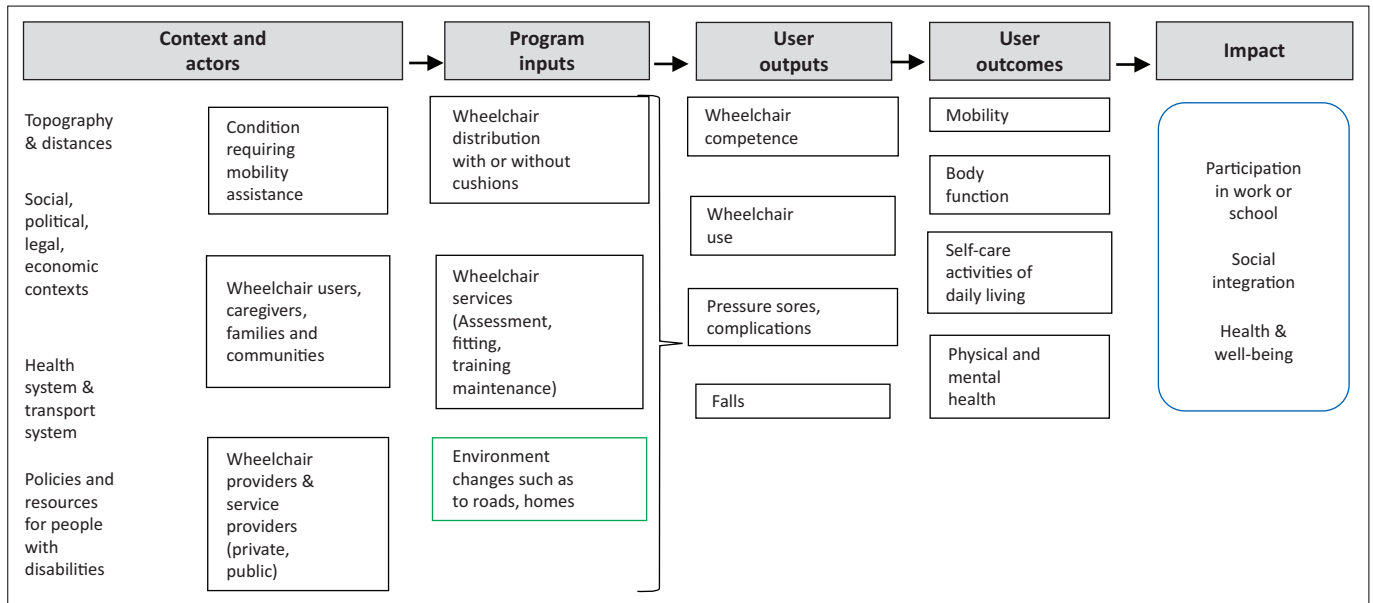 Context and
actors
Program
inputs
User
outputs
User
outcomes
Impact
Topography
& distances
Social,
political,
legal,
economic
contexts
Health
system &
transport
system
Policies and
resources
for people
with
disabilities
Condition
requiring
mobility
assistance
Wheelchair users,
caregivers,
families and
communities
Wheelchair
providers &
service
providers
(private,
public)
Wheelchair
distribution
with or without
cushions
Wheelchair
services
(Assessment,
fitting,
training
maintenance)
Environment
changes such as
to roads, homes
Wheelchair
competence
Wheelchair
use
Pressure sores,
complications
Falls
Mobility
Body
function
Self-care
activities of
daily living
Physical and
mental
health
Participation
in work or
school
Social
integration
Health &
well-being